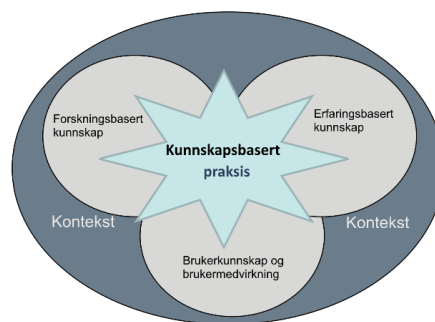 Forskningsbasert
kunnskap
Erfaringsbasert
kunnskap
Kunnskapsbasert
praksis
Kontekst
Kontekst
Brukerkunnskap og
brukermedvirkning